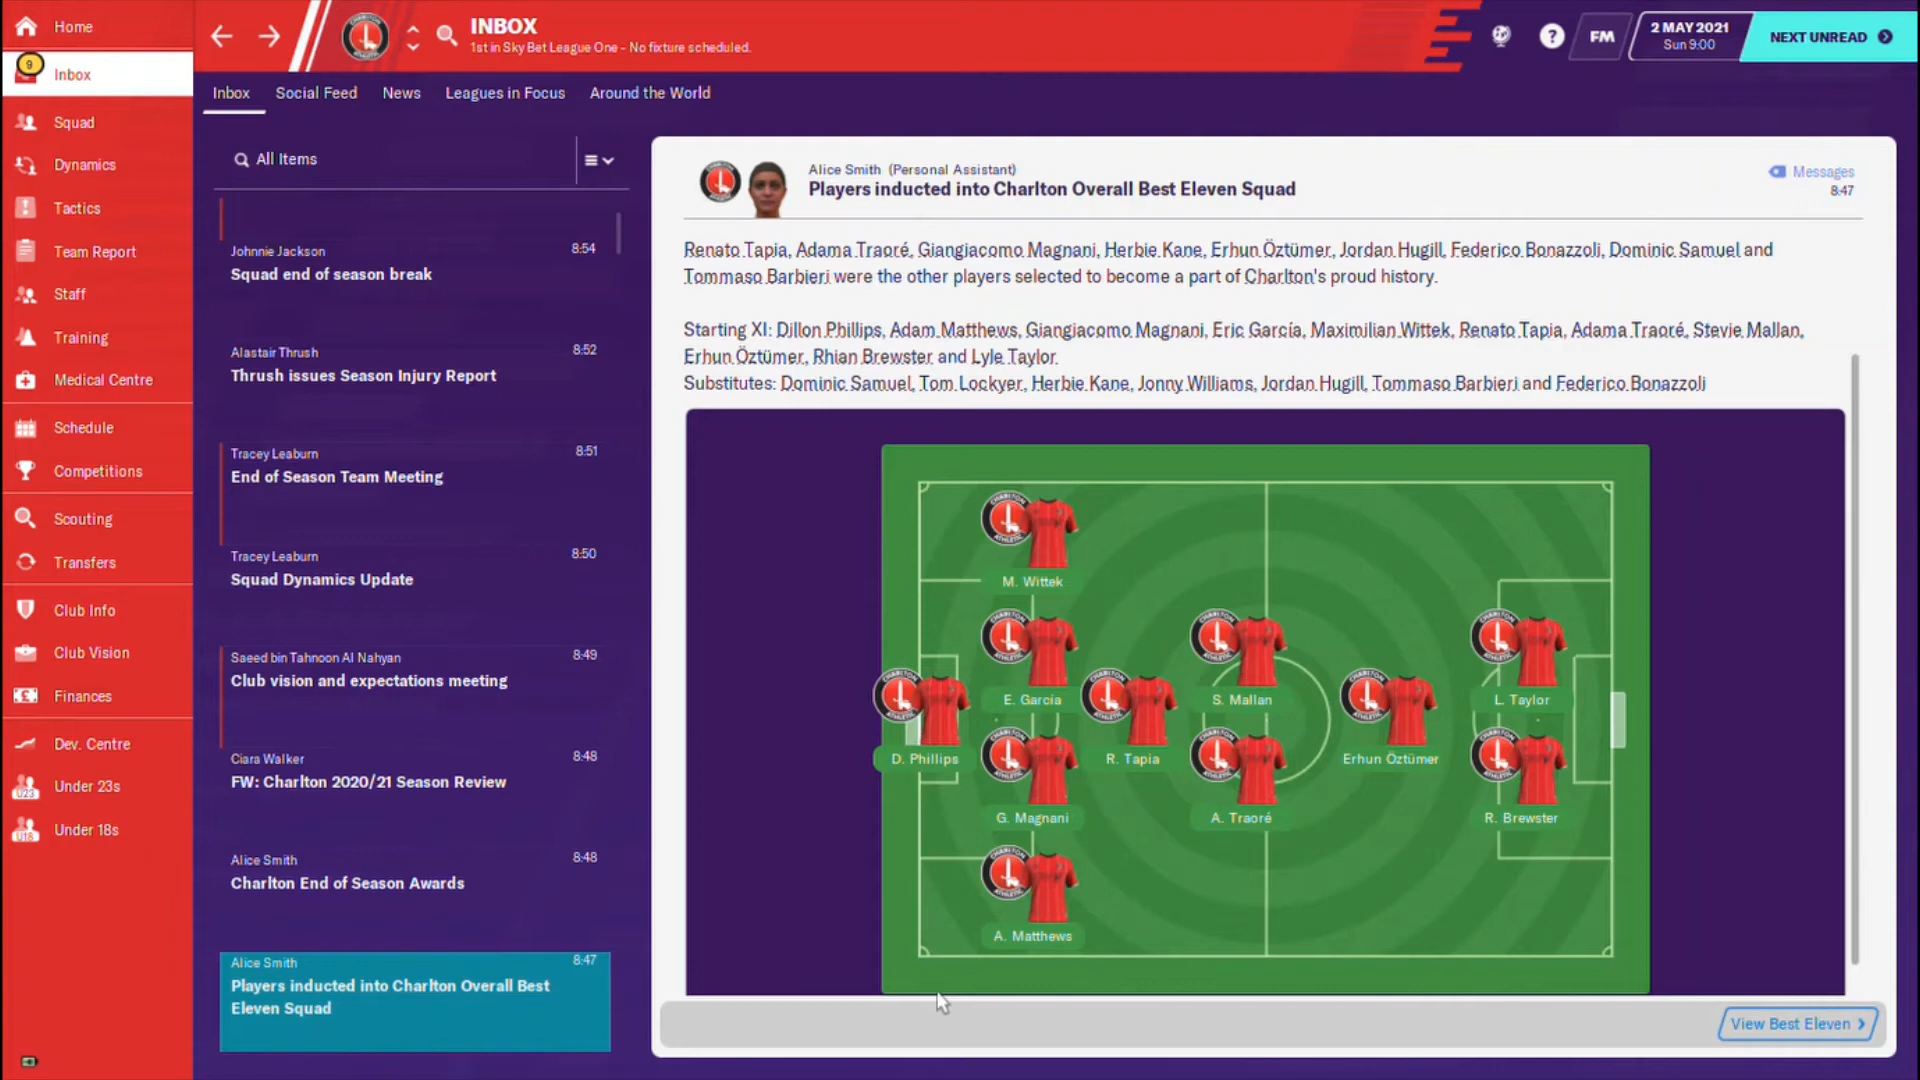 Home
9
Inbox
Squad
Dynamics
Tactics
Team Report
Staff
Training
Medical Centre
Schedule
Competitions
Scouting
Transfers
Club Info
Club Vision
Finances
Dev. Centre
U23
Under 23s
U18
Under 18s
INBOX
1st in Sky Bet League One - No fixture scheduled.
?
FM
2 MAY 2021
Sun 9:00
NEXT UNREAD
Inbox Social Feed News Leagues in Focus Around the World
All Items
Johnnie Jackson 8:54
Squad end of season break
Alastair Thrush 8:52
Thrush issues Season Injury Report
Tracey Leaburn 8:51
End of Season Team Meeting
Tracey Leaburn 8:50
Squad Dynamics Update
Saeed bin Tahnoon Al Nahyan 8:49
Club vision and expectations meeting
Ciara Walker 8:48
FW: Charlton 2020/21 Season Review
Alice Smith 8:48
Charlton End of Season Awards
Alice Smith 8:47
Players inducted into Charlton Overall Best
Eleven Squad
Alice Smith (Personal Assistant)
Players inducted into Charlton Overall Best Eleven Squad
Messages
8:47
Renato Tapia, Adama Traoré, Giangiacomo Magnani, Herbie Kane, Erhun Öztümer, Jordan Hugill, Federico Bonazzoli, Dominic Samuel and
Tommaso Barbieri were the other players selected to become a part of Charlton's proud history.
Starting XI: Dillon Phillips, Adam Matthews, Giangiacomo Magnani, Eric García, Maximilian Wittek, Renato Tapia, Adama Traoré, Stevie Mallan,
Erhun Öztümer, Rhian Brewster and Lyle Taylor.
Substitutes: Dominic Samuel, Tom Lockyer, Herbie Kane, Jonny Williams, Jordan Hugill, Tommaso Barbieri and Federico Bonazzoli
M. Wittek
E. García
S. Mallan
L. Taylor
D. Phillips
R. Tapia
Erhun Öztümer
G. Magnani
A. Traoré
R. Brewster
A. Matthews
View Best Eleven